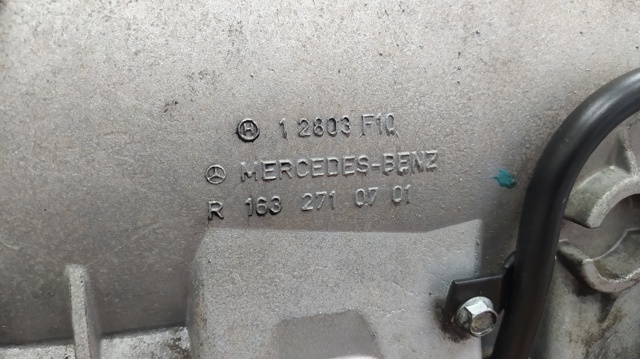 H 1 2803 F10
MERCEDES-BENZ
R 163 271 07 01